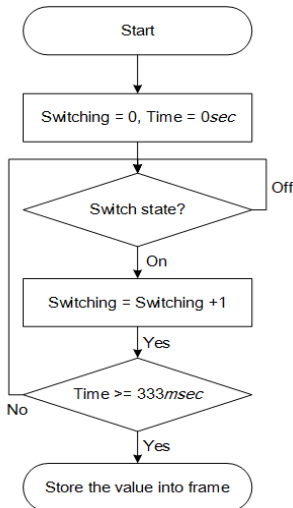 Start
Switching = 0, Time = 0sec
Switch state?
Off
On
Switching = Switching +1
Yes
Time >= 333msec
No
Yes
Store the value into frame